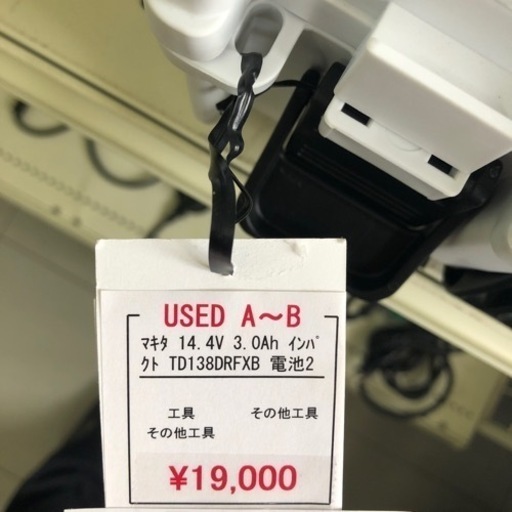 USED A～B
マキタ 14.4V 3.0Ah インパ
クト TD138DRFXB 電池2
工具 その他工具
その他工具
¥19,000